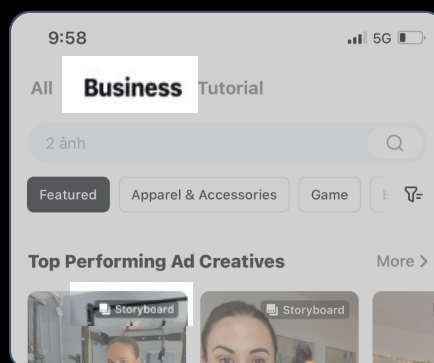 9:58 5G
All Business Tutorial
2 ảnh
Featured Apparel & Accessories Game
Top Performing Ad Creatives More >
Storyboard Storyboard